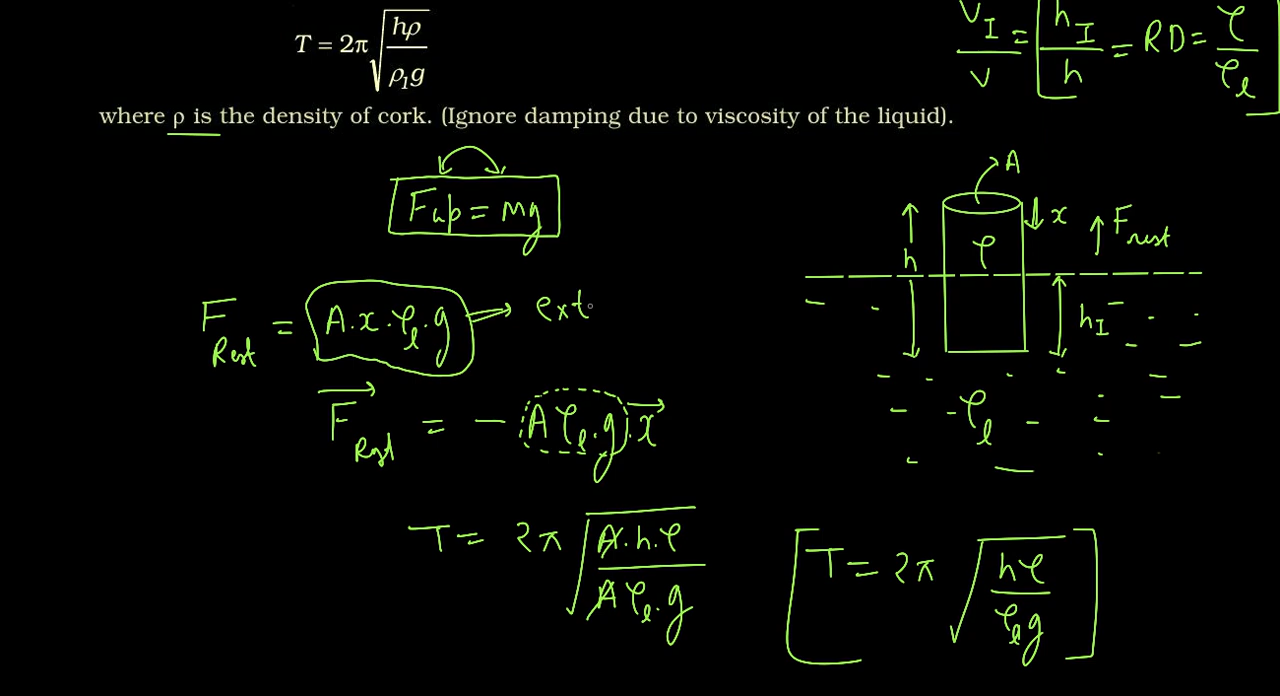 T = 2π √(hρ / ρ₁g)
V_I / V = h_I / h = RD = ρ / ρ_l
where ρ is the density of cork. (Ignore damping due to viscosity of the liquid).
F_up = mg
A
x
F_rest
h
ρ
h_I
ρ_l
F_Rest = A.x.ρ_l.g → ext
F_Rest = - (Aρ_l.g).x
T = 2π √(A.h.ρ / Aρ_l.g)
[T = 2π √(hρ / ρ_l g)]